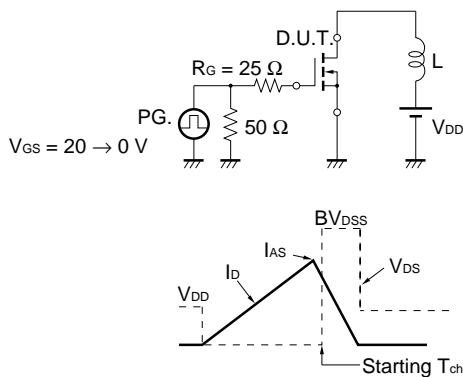 D.U.T.
RG = 25 Ω
L
PG.
50 Ω
VDD
VGS = 20 → 0 V
BVDSS
IAS
ID
VDS
VDD
Starting Tch